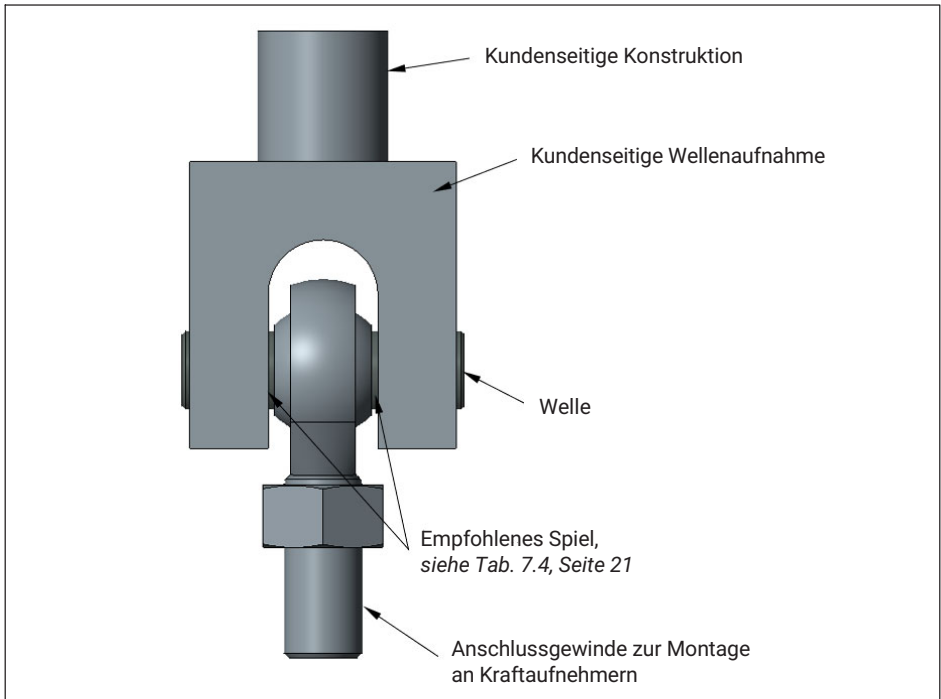 Kundenseitige Konstruktion
Kundenseitige Wellenaufnahme
Welle
Empfohlenes Spiel,
siehe Tab. 7.4, Seite 21
Anschlussgewinde zur Montage
an Kraftaufnehmern